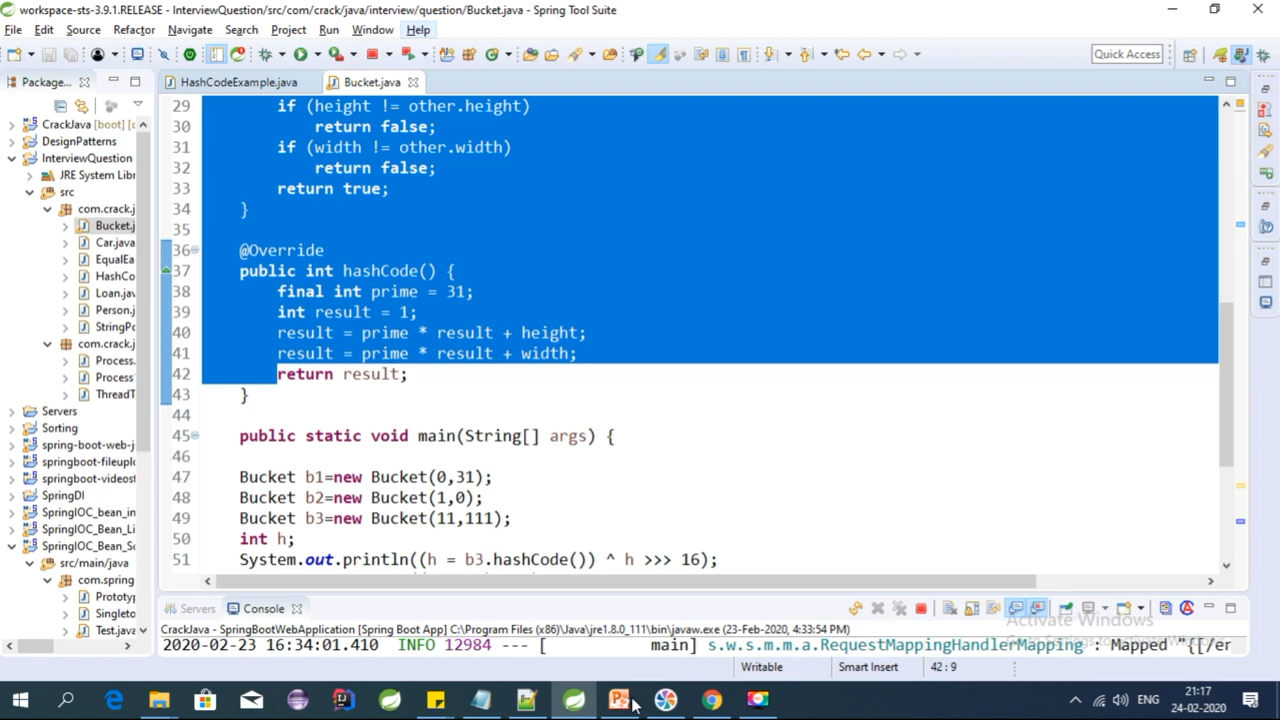 workspace-sts-3.9.1.RELEASE - InterviewQuestion/src/com/crack/java/interview/question/Bucket.java - Spring Tool Suite
File Edit Source Refactor Navigate Search Project Run Window Help
Quick Access
Package...
HashCodeExample.java
Bucket.java
CrackJava [boot] [c
DesignPatterns
InterviewQuestion
JRE System Libr
src
com.crack.j
Bucket.j
Car.java
EqualEa
HashCo
Loan.jav
Person.j
StringPo
com.crack.j
Process.
Process
ThreadT
Servers
Sorting
spring-boot-web-j
springboot-fileuplo
springboot-videost
SpringDI
SpringIOC_bean_in
SpringIOC_Bean_Li
SpringIOC_Bean_Sc
src/main/java
com.spring
Prototyp
Singleto
Test.java
29 if (height != other.height)
30 return false;
31 if (width != other.width)
32 return false;
33 return true;
34 }
35
36 @Override
37 public int hashCode() {
38 final int prime = 31;
39 int result = 1;
40 result = prime * result + height;
41 result = prime * result + width;
42 return result;
43 }
44
45 public static void main(String[] args) {
46
47 Bucket b1=new Bucket(0,31);
48 Bucket b2=new Bucket(1,0);
49 Bucket b3=new Bucket(11,111);
50 int h;
51 System.out.println((h = b3.hashCode()) ^ h >>> 16);
Servers Console
CrackJava - SpringBootWebApplication [Spring Boot App] C:\Program Files (x86)\Java\jre1.8.0_111\bin\javaw.exe (23-Feb-2020, 4:33:54 PM)
2020-02-23 16:34:01.410 INFO 12984 --- [ main] s.w.s.m.m.a.RequestMappingHandlerMapping : Mapped "{[/er
Activate Windows
Writable Smart Insert 42 : 9
ENG
21:17
24-02-2020